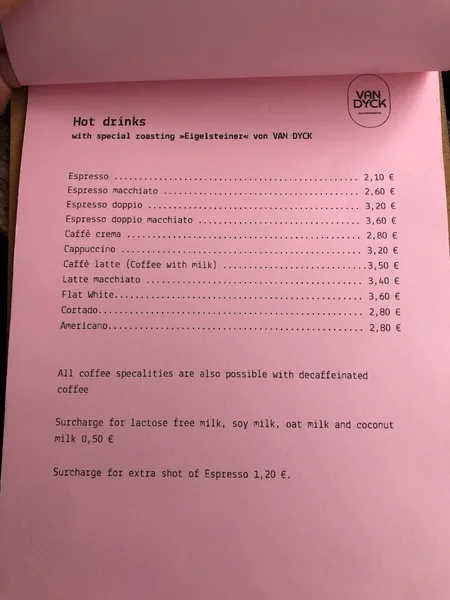 VAN
DYCK
Hot drinks
with special roasting »Eigelsteiner« von VAN DYCK
Espresso ........................................ 2,10 €
Espresso macchiato ................................ 2,60 €
Espresso doppio .................................... 3,20 €
Espresso doppio macchiato ........................... 3,60 €
Caffè crema ........................................ 2,80 €
Cappuccino ......................................... 3,20 €
Caffè latte (Coffee with milk) ........................3,50 €
Latte macchiato .................................... 3,40 €
Flat White.......................................... 3,60 €
Cortado............................................. 2,80 €
Americano........................................... 2,80 €
All coffee specalities are also possible with decaffeinated
coffee
Surcharge for lactose free milk, soy milk, oat milk and coconut
milk 0,50 €
Surcharge for extra shot of Espresso 1,20 €.